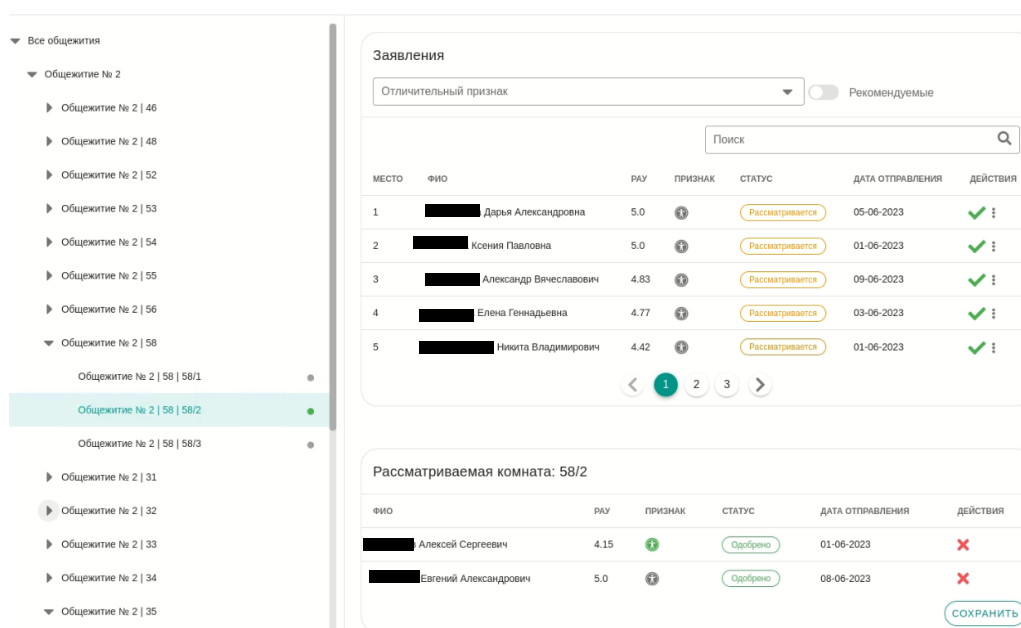 Все общежития
Общежитие № 2
Общежитие № 2 | 46
Общежитие № 2 | 48
Общежитие № 2 | 52
Общежитие № 2 | 53
Общежитие № 2 | 54
Общежитие № 2 | 55
Общежитие № 2 | 56
Общежитие № 2 | 58
Общежитие № 2 | 58 | 58/1
Общежитие № 2 | 58 | 58/2
Общежитие № 2 | 58 | 58/3
Общежитие № 2 | 31
Общежитие № 2 | 32
Общежитие № 2 | 33
Общежитие № 2 | 34
Общежитие № 2 | 35
Заявления
Отличительный признак Рекомендуемые
Поиск
МЕСТО ФИО РАУ ПРИЗНАК СТАТУС ДАТА ОТПРАВЛЕНИЯ ДЕЙСТВИЯ
1 Дарья Александровна 5.0 Рассматривается 05-06-2023
2 Ксения Павловна 5.0 Рассматривается 01-06-2023
3 Александр Вячеславович 4.83 Рассматривается 09-06-2023
4 Елена Геннадьевна 4.77 Рассматривается 03-06-2023
5 Никита Владимирович 4.42 Рассматривается 01-06-2023
1 2 3
Рассматриваемая комната: 58/2
ФИО РАУ ПРИЗНАК СТАТУС ДАТА ОТПРАВЛЕНИЯ ДЕЙСТВИЯ
Алексей Сергеевич 4.15 Одобрено 01-06-2023
Евгений Александрович 5.0 Одобрено 08-06-2023
СОХРАНИТЬ